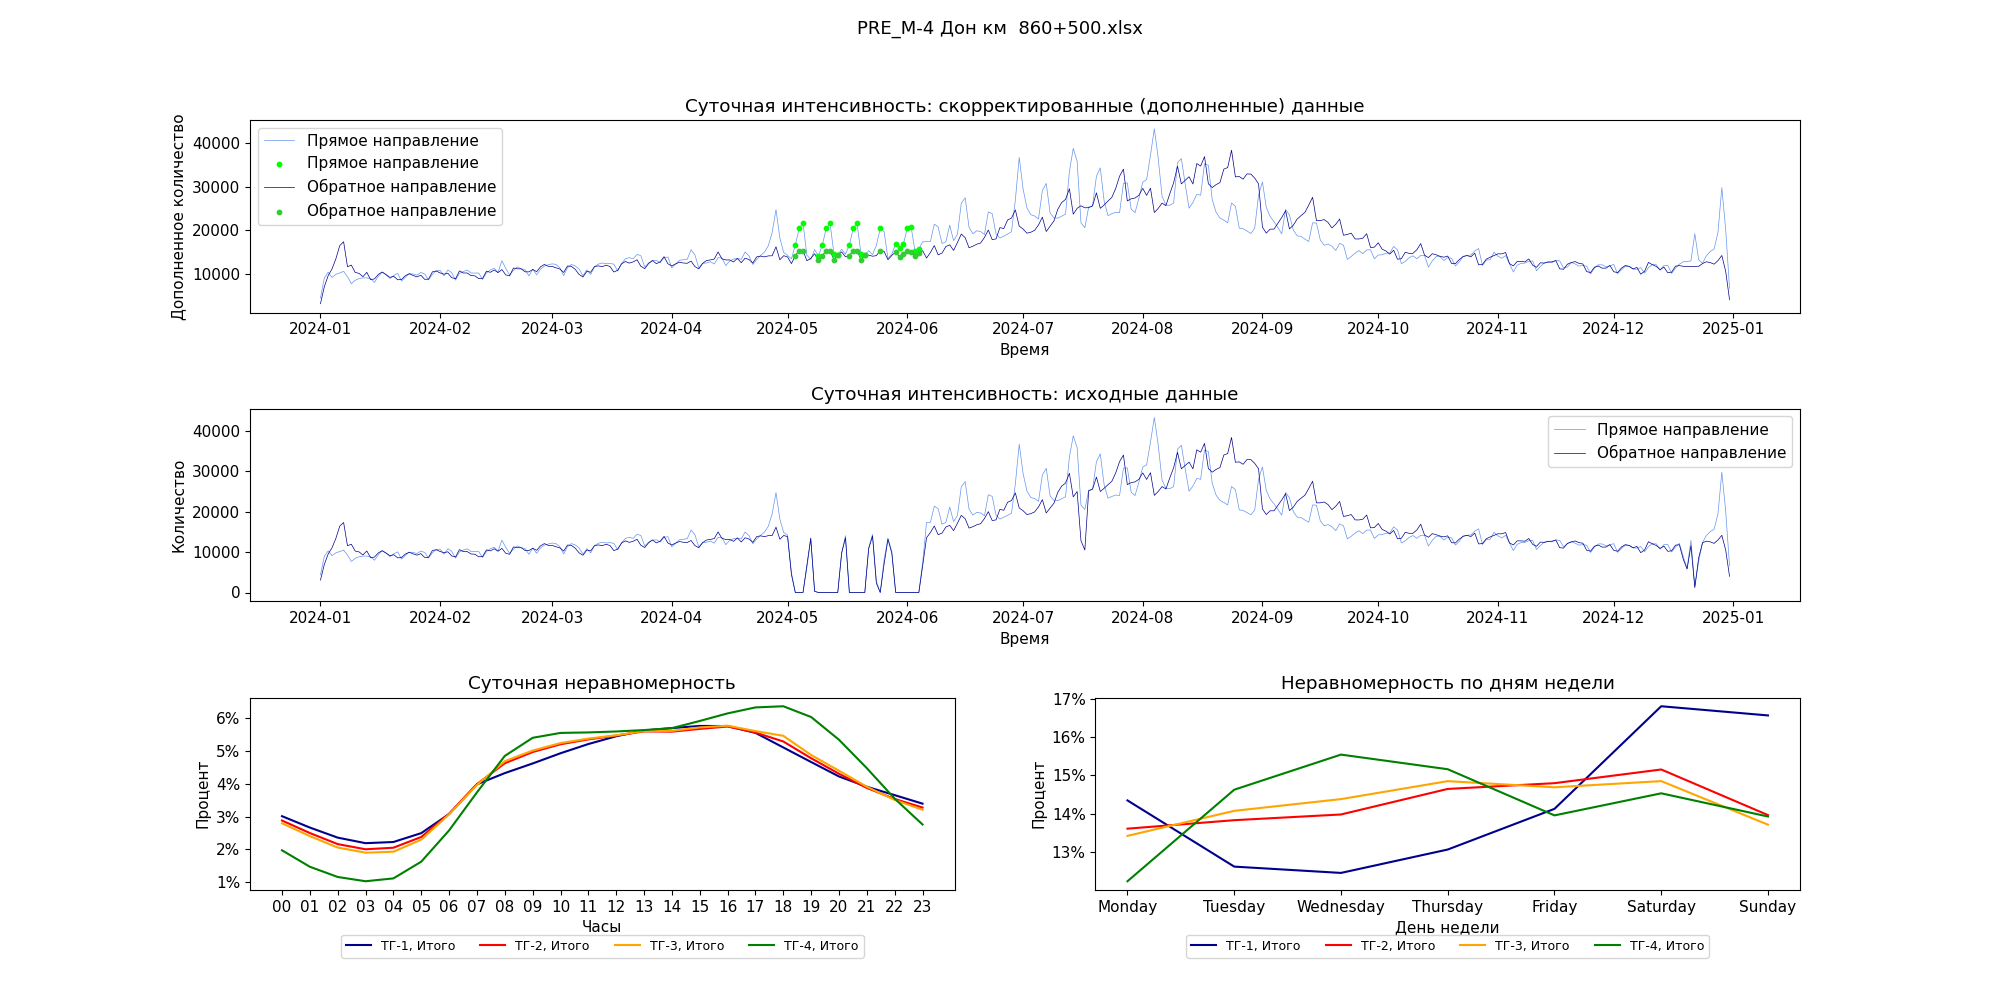 PRE_M-4 Дон км  860+500.xlsx
Суточная интенсивность: скорректированные (дополненные) данные
Дополненное количество
40000
30000
20000
10000
Прямое направление
Прямое направление
Обратное направление
Обратное направление
2024-01 2024-02 2024-03 2024-04 2024-05 2024-06 2024-07 2024-08 2024-09 2024-10 2024-11 2024-12 2025-01
Время
Суточная интенсивность: исходные данные
Количество
40000
30000
20000
10000
0
Прямое направление
Обратное направление
2024-01 2024-02 2024-03 2024-04 2024-05 2024-06 2024-07 2024-08 2024-09 2024-10 2024-11 2024-12 2025-01
Время
Суточная неравномерность
Процент
6%
5%
4%
3%
2%
1%
00 01 02 03 04 05 06 07 08 09 10 11 12 13 14 15 16 17 18 19 20 21 22 23
Часы
ТГ-1, Итого ТГ-2, Итого ТГ-3, Итого ТГ-4, Итого
Неравномерность по дням недели
Процент
17%
16%
15%
14%
13%
Monday Tuesday Wednesday Thursday Friday Saturday Sunday
День недели
ТГ-1, Итого ТГ-2, Итого ТГ-3, Итого ТГ-4, Итого